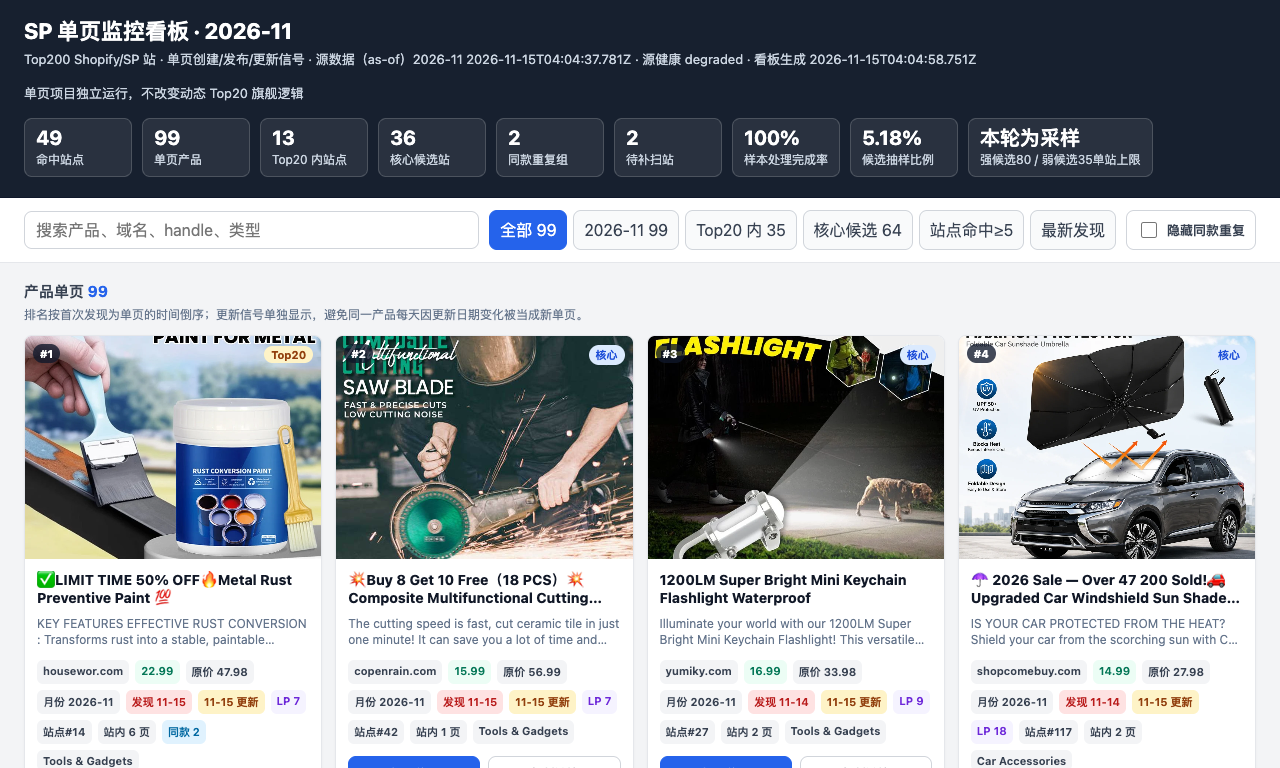 SP 单页监控看板 · 2026-11
Top200 Shopify/SP 站 · 单页创建/发布/更新信号 · 源数据（as-of）2026-11 2026-11-15T04:04:37.781Z · 源健康 degraded · 看板生成 2026-11-15T04:04:58.751Z
单页项目独立运行，不改变动态 Top20 旗舰逻辑
49
命中站点
99
单页产品
13
Top20 内站点
36
核心候选站
2
同款重复组
2
待补扫站
100%
样本处理完成率
5.18%
候选抽样比例
本轮为采样
强候选80 / 弱候选35单站上限
搜索产品、域名、handle、类型
全部 99
2026-11 99
Top20 内 35
核心候选 64
站点命中≥5
最新发现
隐藏同款重复
产品单页 99
排名按首次发现为单页的时间倒序；更新信号单独显示，避免同一产品每天因更新日期变化被当成新单页。
PAINT FOR METAL
#1
Top20
RUST CONVERSION PAINT
✅LIMIT TIME 50% OFF🔥Metal Rust
Preventive Paint 💯
KEY FEATURES EFFECTIVE RUST CONVERSION
: Transforms rust into a stable, paintable...
housewor.com
22.99
原价 47.98
月份 2026-11
发现 11-15
11-15 更新
LP 7
站点#14
站内 6 页
同款 2
Tools & Gadgets
COMPOSITE
#2
Multifunctional
核心
CUTTING
SAW BLADE
FAST & PRECISE CUTS
LOW CUTTING NOISE
💥Buy 8 Get 10 Free（18 PCS）💥
Composite Multifunctional Cutting...
The cutting speed is fast, cut ceramic tile in just
one minute! It can save you a lot of time and...
copenrain.com
15.99
原价 56.99
月份 2026-11
发现 11-15
11-15 更新
LP 7
站点#42
站内 1 页
Tools & Gadgets
FLASHLIGHT
#3
核心
1200LM Super Bright Mini Keychain
Flashlight Waterproof
Illuminate your world with our 1200LM Super
Bright Mini Keychain Flashlight! This versatile...
yumiky.com
16.99
原价 33.98
月份 2026-11
发现 11-14
11-15 更新
LP 9
站点#27
站内 2 页
Tools & Gadgets
Foldable Car Sunshade Umbrella
#4
核心
UPF 50+
UV Protection
Blocks Heat
Foldable Design
Easy to Use & Store
☂️ 2026 Sale — Over 47 200 Sold!🚗
Upgraded Car Windshield Sun Shade...
IS YOUR CAR PROTECTED FROM THE HEAT?
Shield your car from the scorching sun with C...
shopcomebuy.com
14.99
原价 27.98
月份 2026-11
发现 11-14
11-15 更新
LP 18
站点#117
站内 2 页
Car Accessories